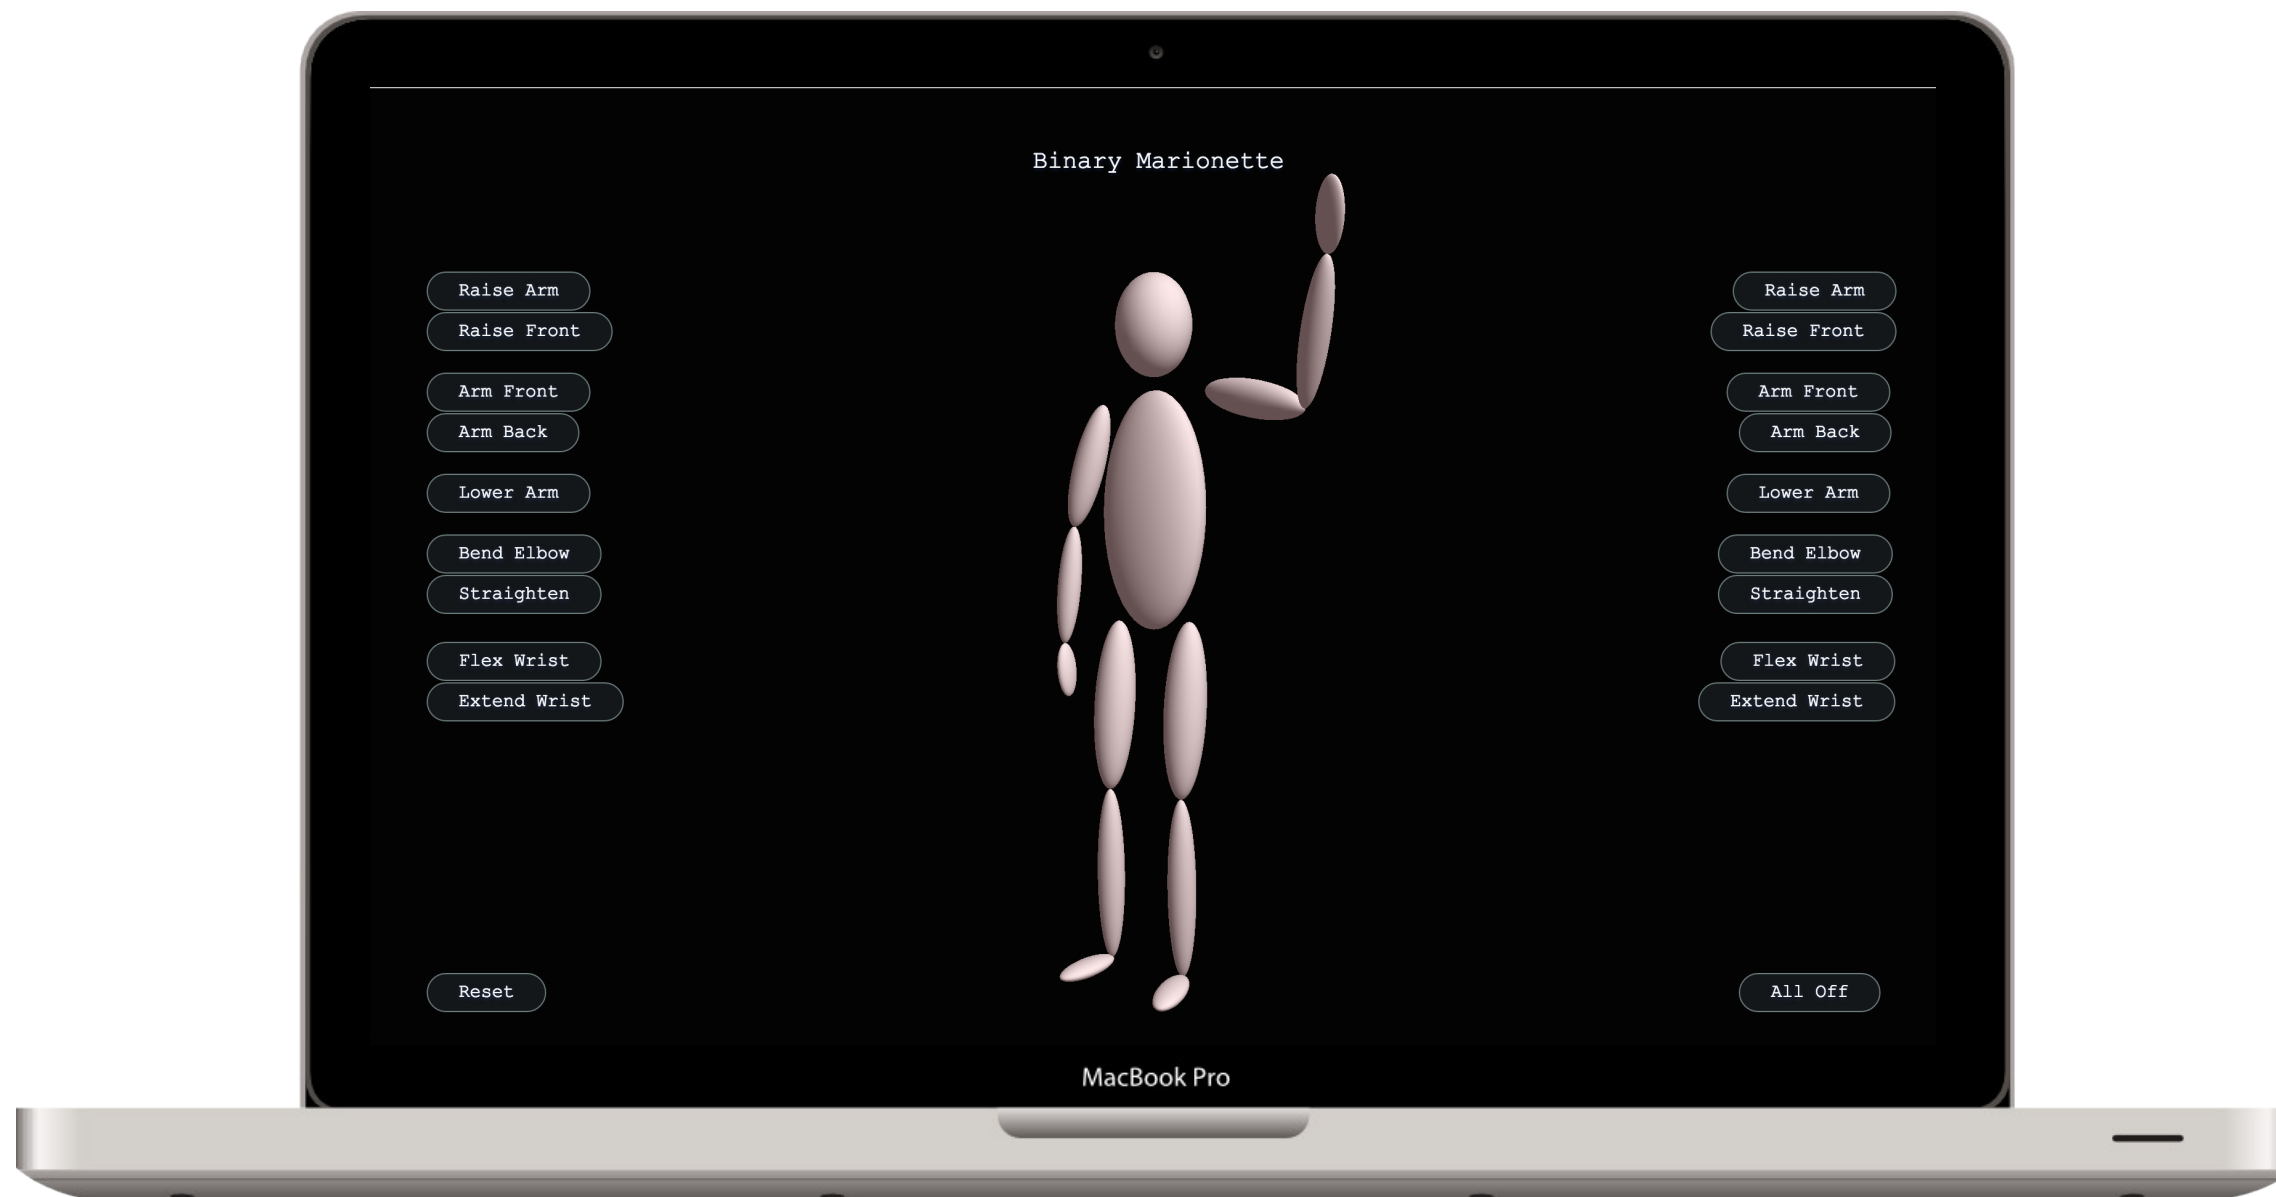 Binary Marionette
Raise Arm
Raise Front
Arm Front
Arm Back
Lower Arm
Bend Elbow
Straighten
Flex Wrist
Extend Wrist
Reset
Raise Arm
Raise Front
Arm Front
Arm Back
Lower Arm
Bend Elbow
Straighten
Flex Wrist
Extend Wrist
All Off
MacBook Pro